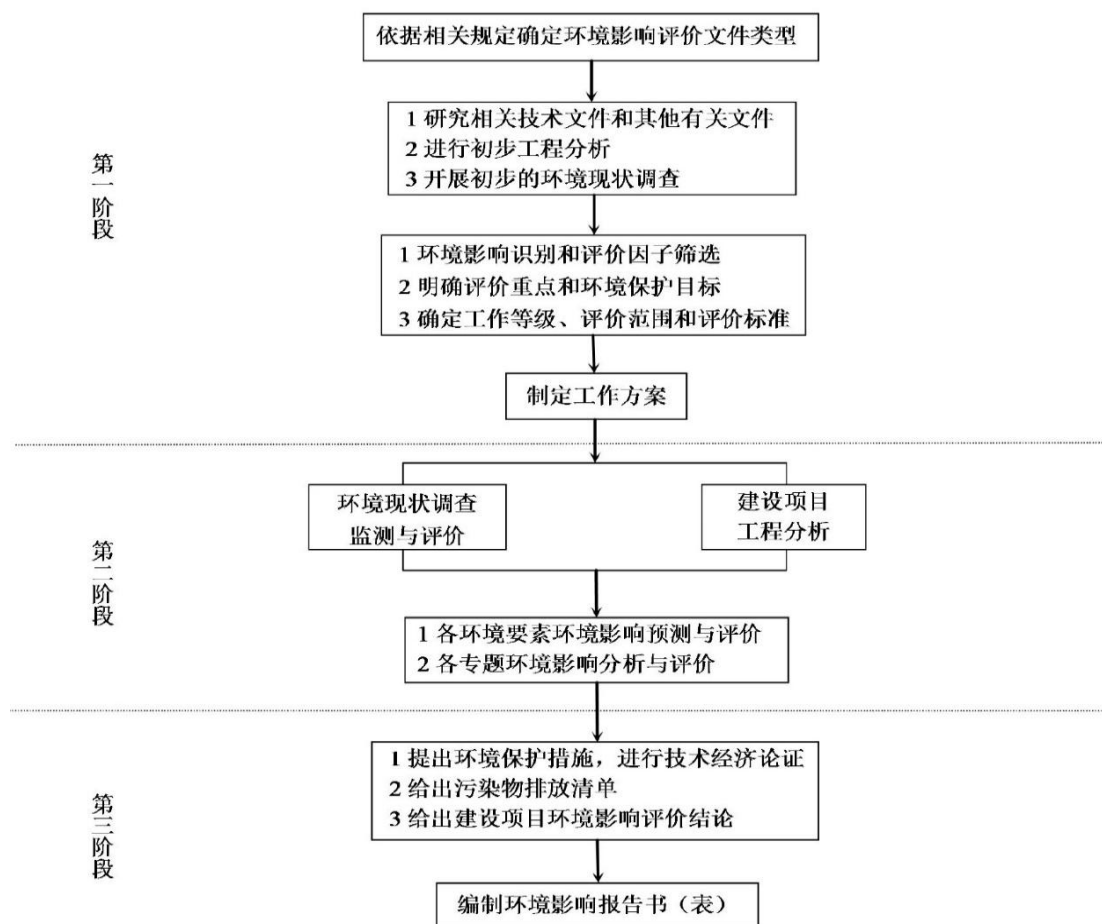 依据相关规定确定环境影响评价文件类型
第一阶段
1 研究相关技术文件和其他有关文件
2 进行初步工程分析
3 开展初步的环境现状调查
1 环境影响识别和评价因子筛选
2 明确评价重点和环境保护目标
3 确定工作等级、评价范围和评价标准
制定工作方案
第二阶段
环境现状调查
监测与评价
建设项目
工程分析
1 各环境要素环境影响预测与评价
2 各专题环境影响分析与评价
第三阶段
1 提出环境保护措施，进行技术经济论证
2 给出污染物排放清单
3 给出建设项目环境影响评价结论
编制环境影响报告书（表）